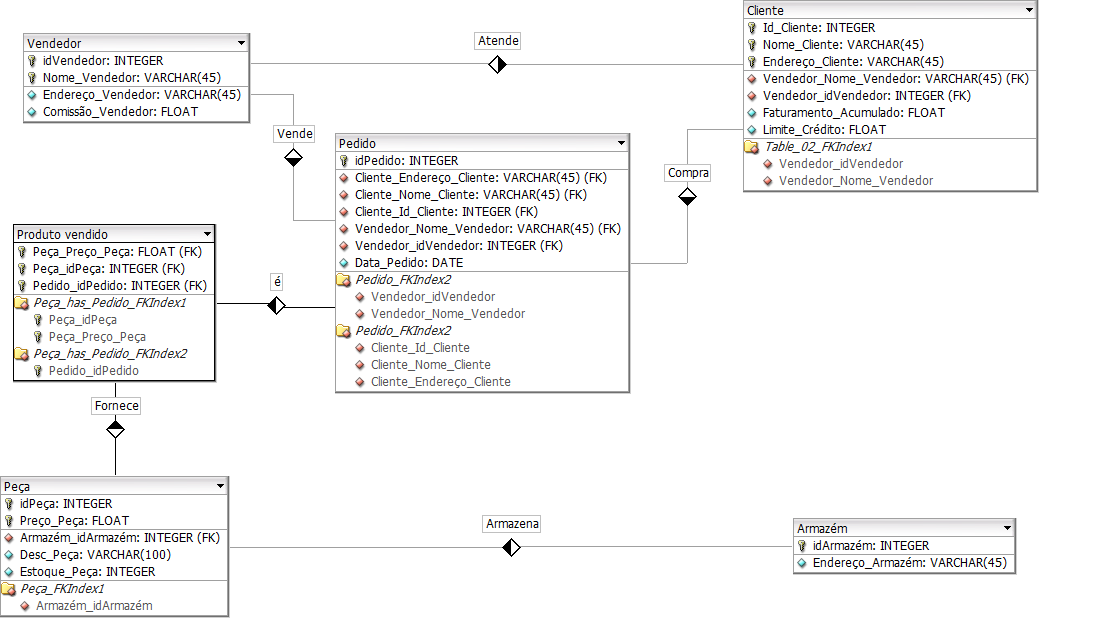 Vendedor
idVendedor: INTEGER
Nome_Vendedor: VARCHAR(45)
Endereço_Vendedor: VARCHAR(45)
Comissão_Vendedor: FLOAT
Atende
Cliente
Id_Cliente: INTEGER
Nome_Cliente: VARCHAR(45)
Endereço_Cliente: VARCHAR(45)
Vendedor_Nome_Vendedor: VARCHAR(45) (FK)
Vendedor_idVendedor: INTEGER (FK)
Faturamento_Acumulado: FLOAT
Limite_Crédito: FLOAT
Table_02_FKIndex1
Vendedor_idVendedor
Vendedor_Nome_Vendedor
Vende
Pedido
idPedido: INTEGER
Cliente_Endereço_Cliente: VARCHAR(45) (FK)
Cliente_Nome_Cliente: VARCHAR(45) (FK)
Cliente_Id_Cliente: INTEGER (FK)
Vendedor_Nome_Vendedor: VARCHAR(45) (FK)
Vendedor_idVendedor: INTEGER (FK)
Data_Pedido: DATE
Pedido_FKIndex2
Vendedor_idVendedor
Vendedor_Nome_Vendedor
Pedido_FKIndex2
Cliente_Id_Cliente
Cliente_Nome_Cliente
Cliente_Endereço_Cliente
Compra
Produto vendido
Peça_Preço_Peça: FLOAT (FK)
Peça_idPeça: INTEGER (FK)
Pedido_idPedido: INTEGER (FK)
Peça_has_Pedido_FKIndex1
Peça_idPeça
Peça_Preço_Peça
Peça_has_Pedido_FKIndex2
Pedido_idPedido
é
Fornece
Peça
idPeça: INTEGER
Preço_Peça: FLOAT
Armazém_idArmazém: INTEGER (FK)
Desc_Peça: VARCHAR(100)
Estoque_Peça: INTEGER
Peça_FKIndex1
Armazém_idArmazém
Armazena
Armazém
idArmazém: INTEGER
Endereço_Armazém: VARCHAR(45)